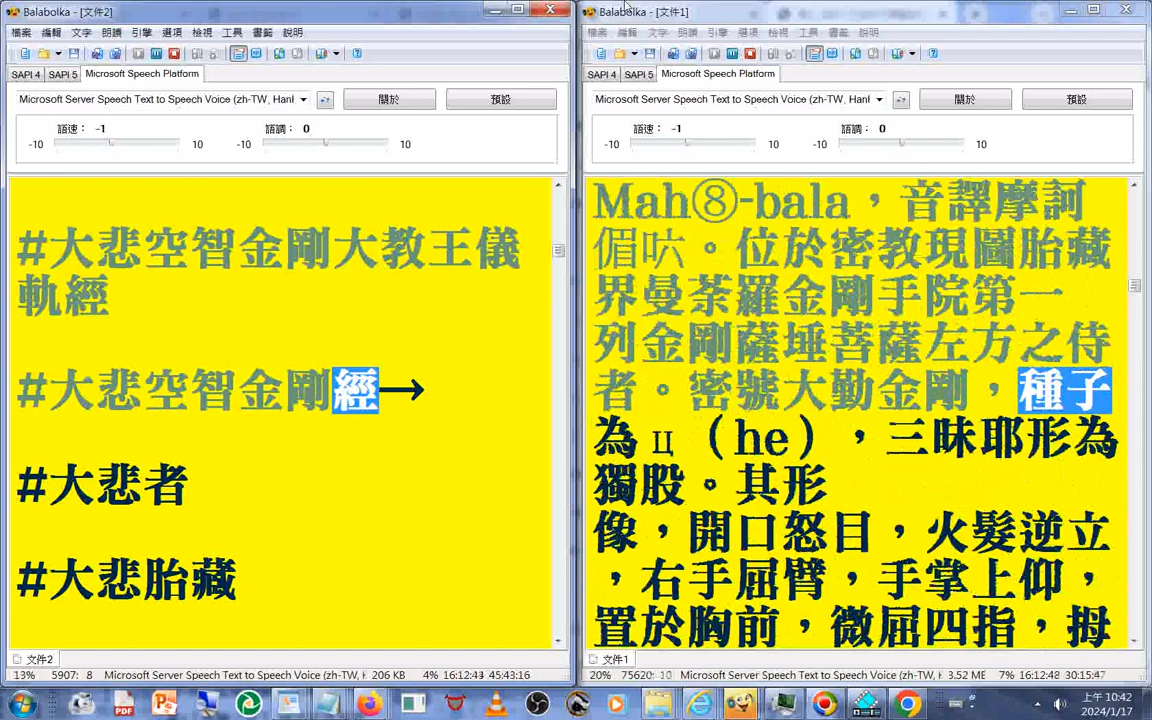 Balabolka - [文件2]
檔案 編輯 文字 朗讀 引擎 選項 檢視 工具 書籤 說明
SAPI 4 SAPI 5 Microsoft Speech Platform
Microsoft Server Speech Text to Speech Voice (zh-TW, Hanl
關於 預設
語速： -1 語調： 0
-10 10 -10 10
#大悲空智金剛大教王儀
軌經
#大悲空智金剛經→
#大悲者
#大悲胎藏
文件2
13% 5907: 8 Microsoft Server Speech Text to Speech Voice (zh-TW, 206 KB 4% 16:12:44 45:43:16
Balabolka - [文件1]
檔案 編輯 文字 朗讀 引擎 選項 檢視 工具 書籤 說明
SAPI 4 SAPI 5 Microsoft Speech Platform
Microsoft Server Speech Text to Speech Voice (zh-TW, Hanl
關於 預設
語速： -1 語調： 0
-10 10 -10 10
Mah⑧-bala，音譯摩訶
𠰷。位於密教現圖胎藏
界曼荼羅金剛手院第一
列金剛薩埵菩薩左方之侍
者。密號大勤金剛，種子
為ц（he），三昧耶形為
獨股。其形
像，開口怒目，火髮逆立
，右手屈臂，手掌上仰，
置於胸前，微屈四指，拇
文件1
20% 75620: 10 Microsoft Server Speech Text to Speech Voice (zh-TW, 3.52 ME 7% 16:12:48 30:15:47
上午 10:42
2024/1/17